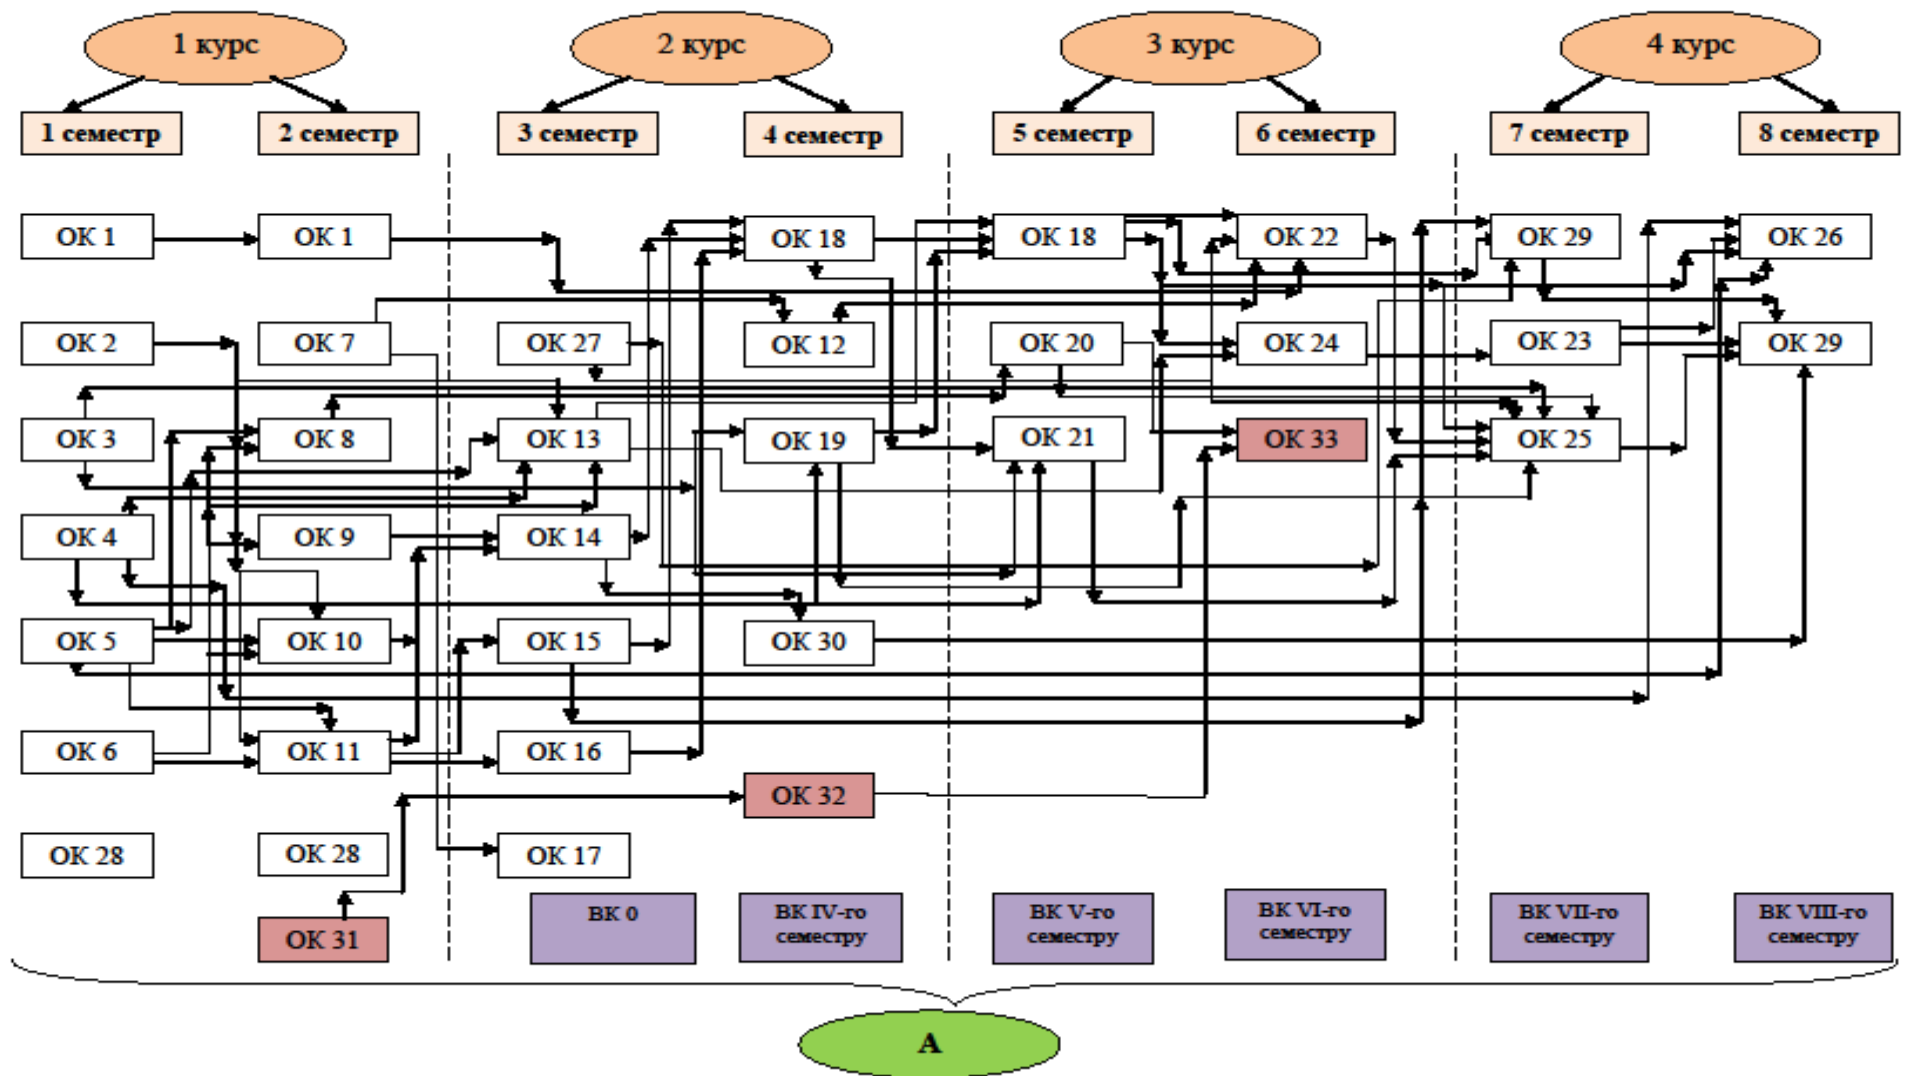 1 курс
2 курс
3 курс
4 курс
1 семестр
2 семестр
3 семестр
4 семестр
5 семестр
6 семестр
7 семестр
8 семестр
ОК 1
ОК 1
ОК 18
ОК 18
ОК 22
ОК 29
ОК 26
ОК 2
ОК 7
ОК 27
ОК 12
ОК 20
ОК 24
ОК 23
ОК 29
ОК 3
ОК 8
ОК 13
ОК 19
ОК 21
ОК 33
ОК 25
ОК 4
ОК 9
ОК 14
ОК 5
ОК 10
ОК 15
ОК 30
ОК 6
ОК 11
ОК 16
ОК 32
ОК 28
ОК 28
ОК 17
ОК 31
ВК 0
ВК IV-го
семестру
ВК V-го
семестру
ВК VI-го
семестру
ВК VII-го
семестру
ВК VIII-го
семестру
А